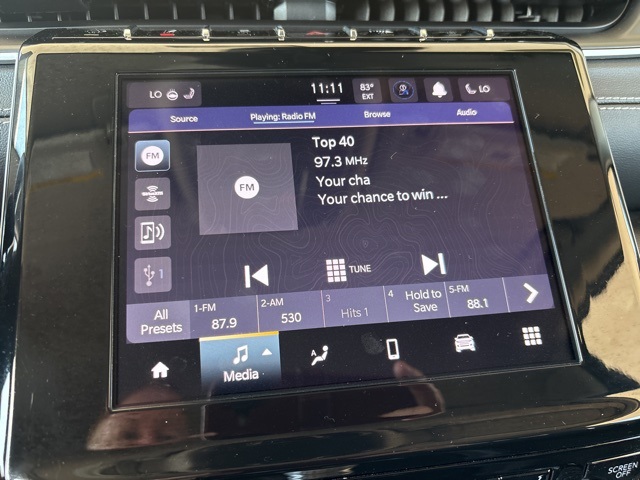 LO 11:11 83° EXT LO
Source Playing: Radio FM Browse Audio
FM
Top 40
97.3 MHz
FM
Your cha
Your chance to win ...
TUNE
1
All Presets
1-FM 87.9
2-AM 530
3 Hits 1
4 Hold to Save
5-FM 88.1
Media
A
SCREEN OFF